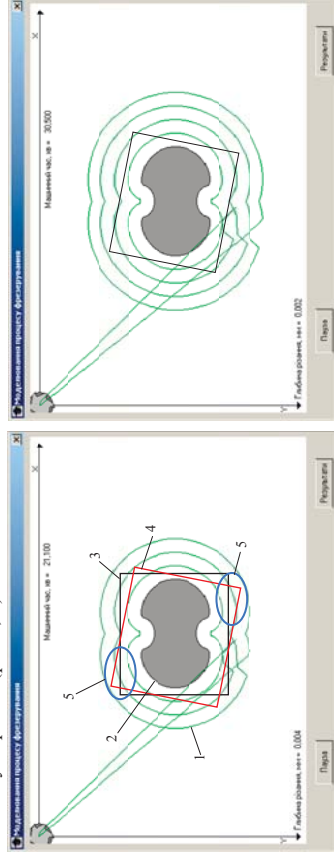 Моделювання процесу фрезерування
Машинний час, хв = 21,100
X
3
4
5
5
2
1
Y
Глибина різання, мм = 0,004
Пауза
Результати
Моделювання процесу фрезерування
Машинний час, хв = 30,500
X
Y
Глибина різання, мм = 0,002
Пауза
Результати